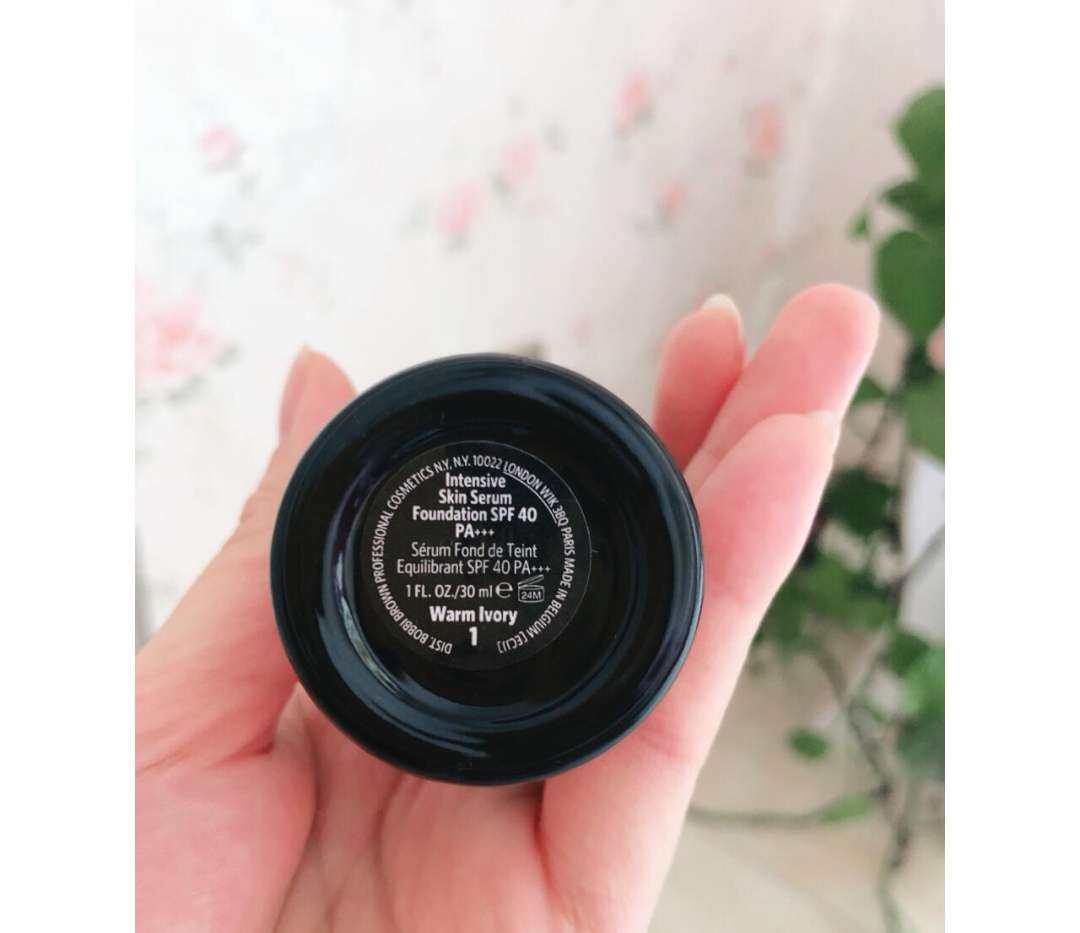 DIST. BOBBI BROWN PROFESSIONAL COSMETICS N.Y., N.Y. 10022 LONDON W1K 3BQ PARIS MADE IN BELGIUM [EC1]
Intensive
Skin Serum
Foundation SPF 40
PA+++
Sérum Fond de Teint
Equilibrant SPF 40 PA+++
1 FL. OZ./30 ml e 24M
Warm Ivory
1